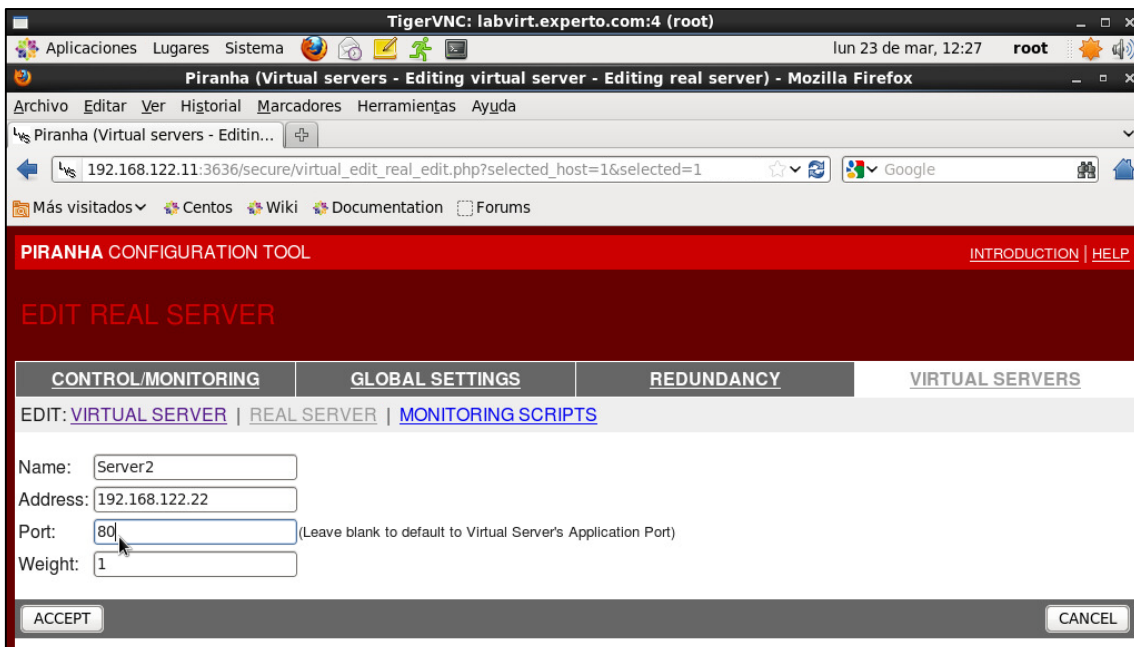 TigerVNC: labvirt.experto.com:4 (root)
Aplicaciones Lugares Sistema lun 23 de mar, 12:27 root
Piranha (Virtual servers - Editing virtual server - Editing real server) - Mozilla Firefox
Archivo Editar Ver Historial Marcadores Herramientas Ayuda
LVS Piranha (Virtual servers - Editin...
LVS 192.168.122.11:3636/secure/virtual_edit_real_edit.php?selected_host=1&selected=1 Google
Más visitados Centos Wiki Documentation Forums
PIRANHA CONFIGURATION TOOL INTRODUCTION | HELP
EDIT REAL SERVER
CONTROL/MONITORING GLOBAL SETTINGS REDUNDANCY VIRTUAL SERVERS
EDIT: VIRTUAL SERVER | REAL SERVER | MONITORING SCRIPTS
Name: Server2
Address: 192.168.122.22
Port: 80 (Leave blank to default to Virtual Server's Application Port)
Weight: 1
ACCEPT CANCEL